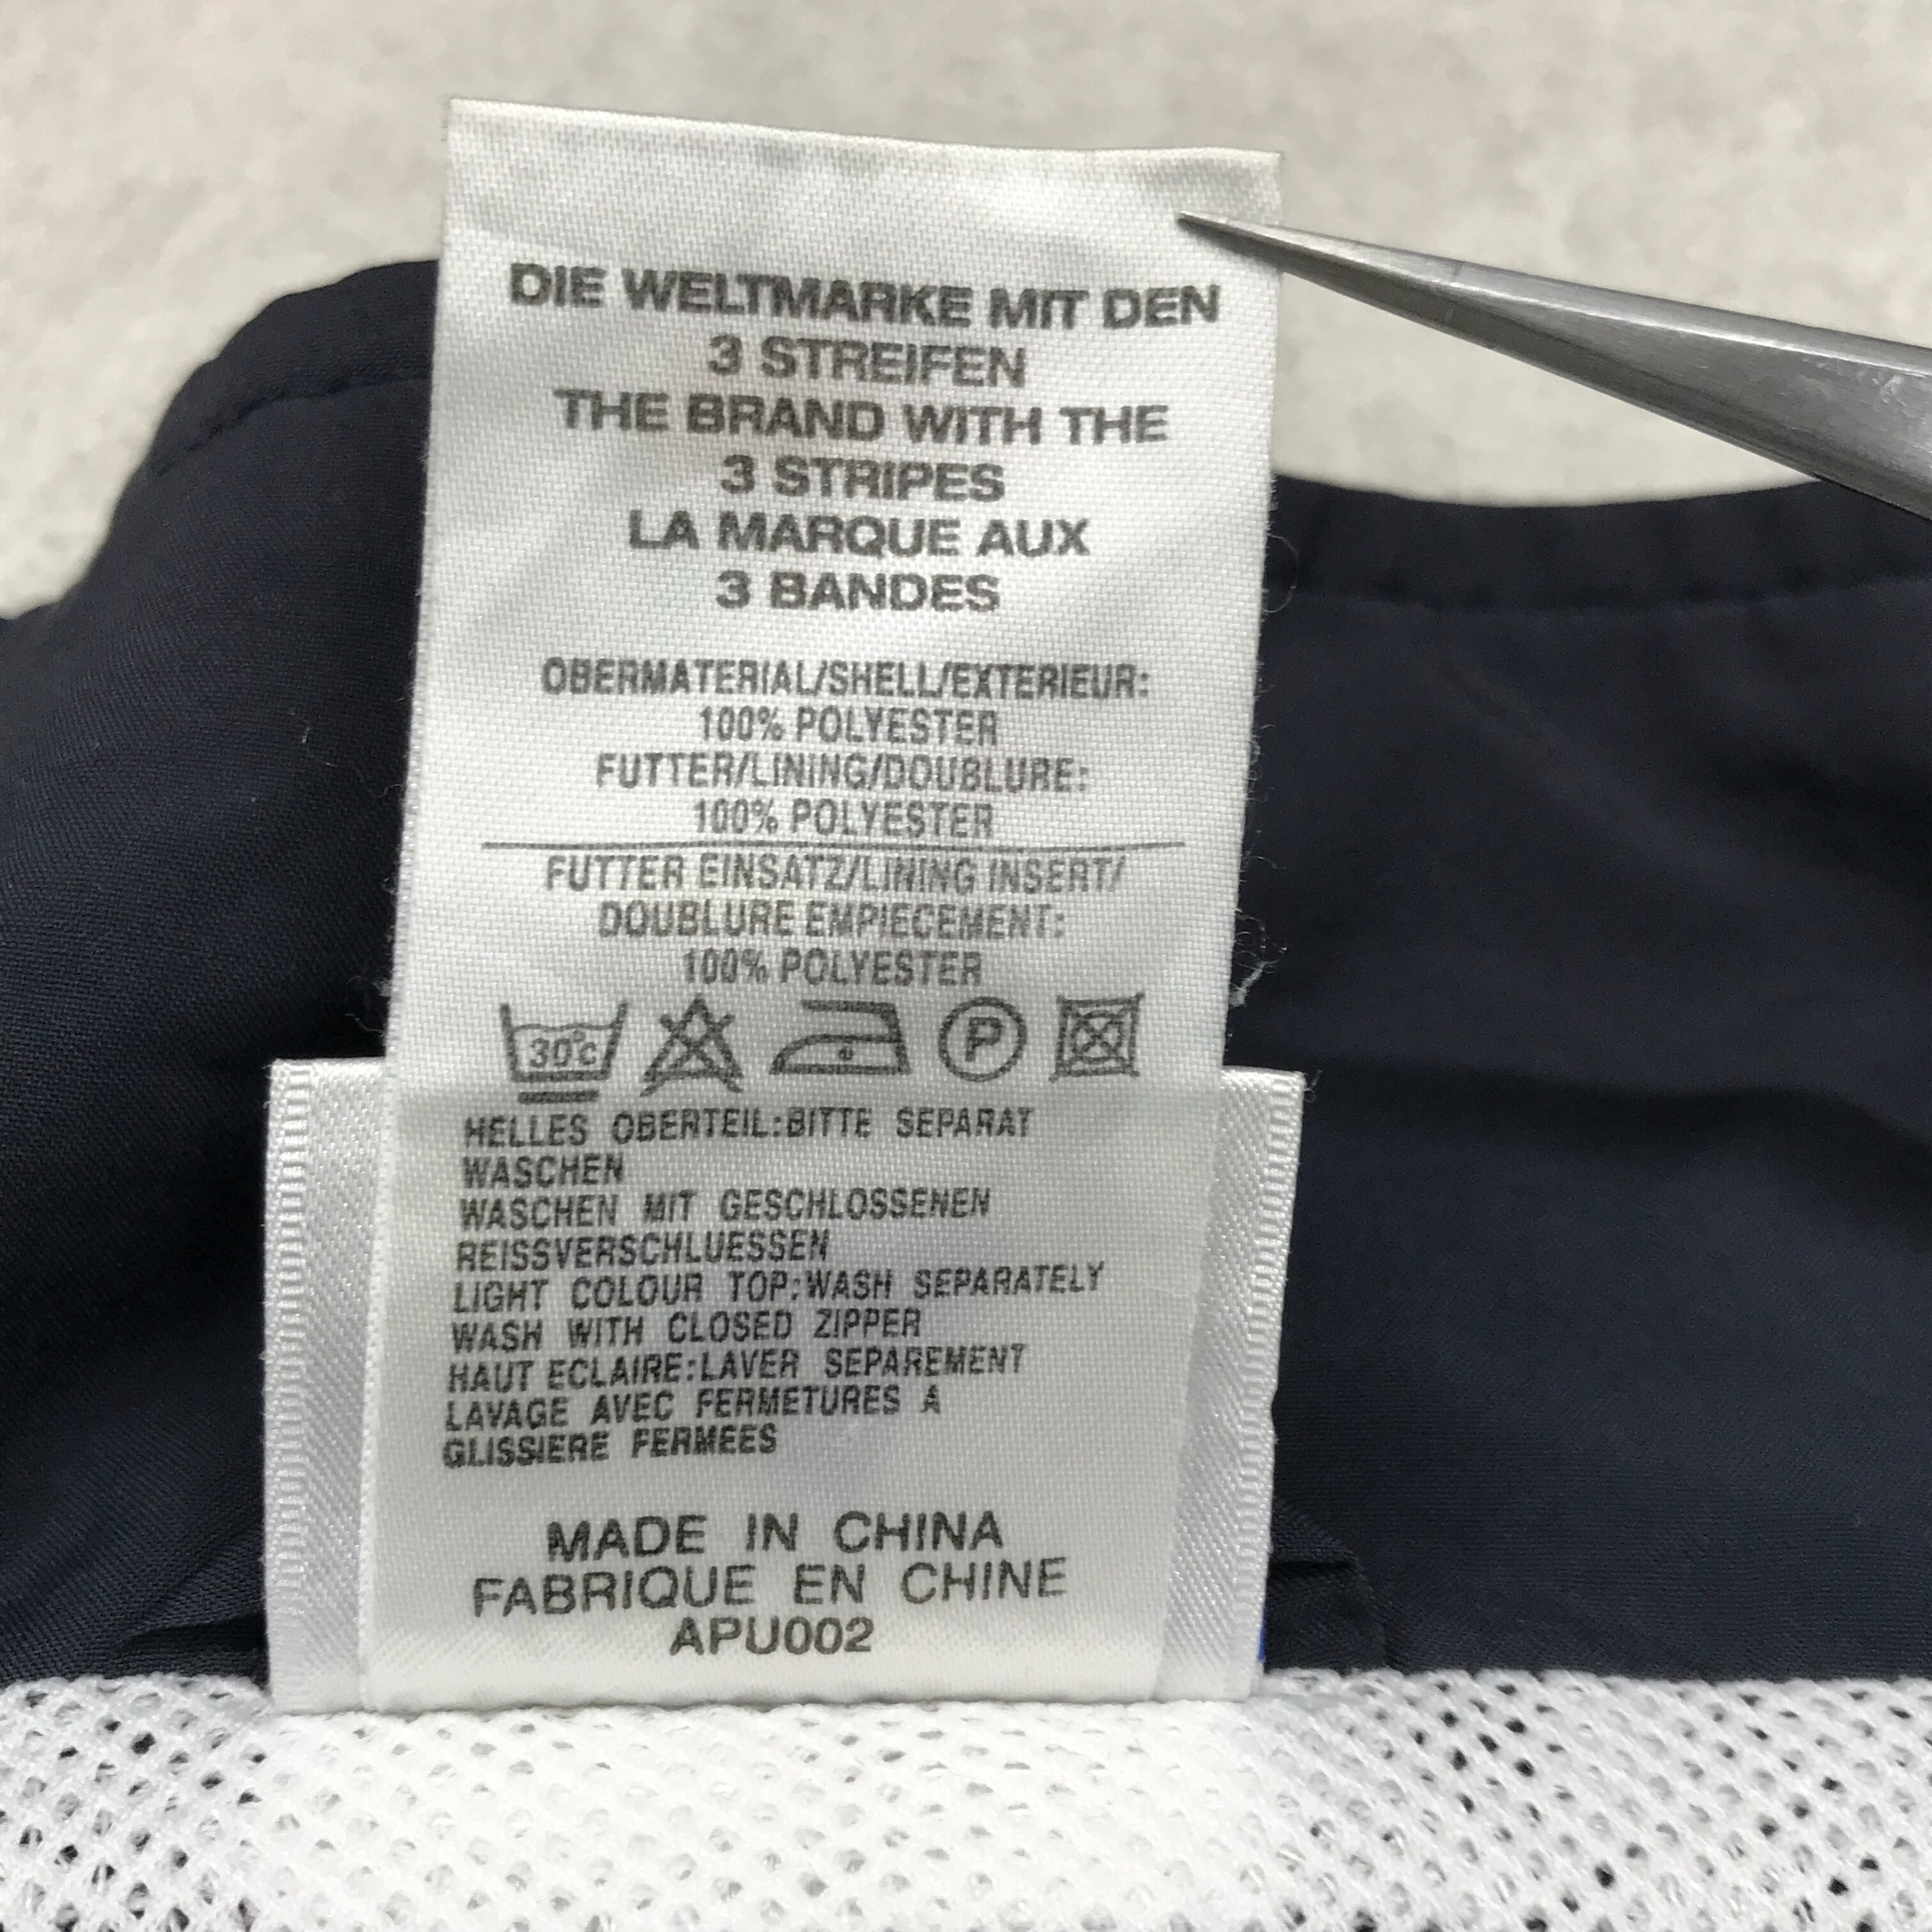 DIE WELTMARKE MIT DEN
3 STREIFEN
THE BRAND WITH THE
3 STRIPES
LA MARQUE AUX
3 BANDES
OBERMATERIAL/SHELL/EXTERIEUR:
100% POLYESTER
FUTTER/LINING/DOUBLURE:
100% POLYESTER
FUTTER EINSATZ/LINING INSERT/
DOUBLURE EMPIECEMENT:
100% POLYESTER
30°C P
HELLES OBERTEIL:BITTE SEPARAT
WASCHEN
WASCHEN MIT GESCHLOSSENEN
REISSVERSCHLUESSEN
LIGHT COLOUR TOP:WASH SEPARATELY
WASH WITH CLOSED ZIPPER
HAUT ECLAIRE:LAVER SEPAREMENT
LAVAGE AVEC FERMETURES A
GLISSIERE FERMEES
MADE IN CHINA
FABRIQUE EN CHINE
APU002